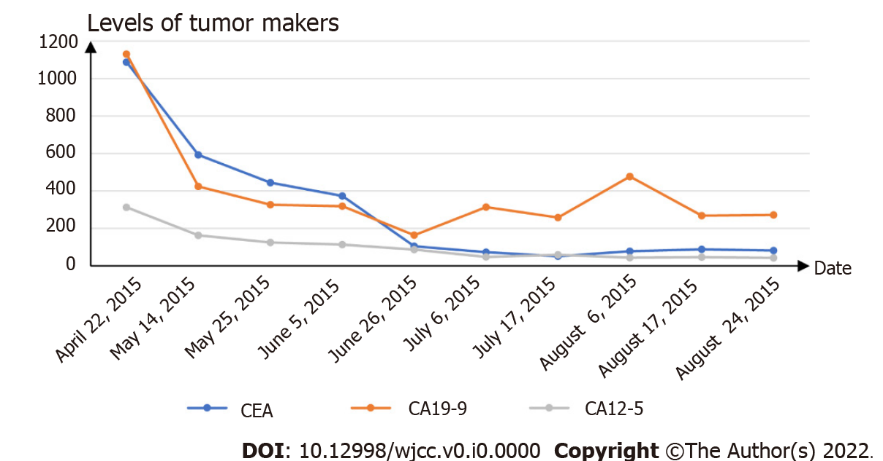 Levels of tumor makers
1200
1000
800
600
400
200
0
Date
April 22, 2015
May 14, 2015
May 25, 2015
June 5, 2015
June 26, 2015
July 6, 2015
July 17, 2015
August 6, 2015
August 17, 2015
August 24, 2015
CEA
CA19-9
CA12-5
DOI: 10.12998/wjcc.v0.i0.0000 Copyright ©The Author(s) 2022.